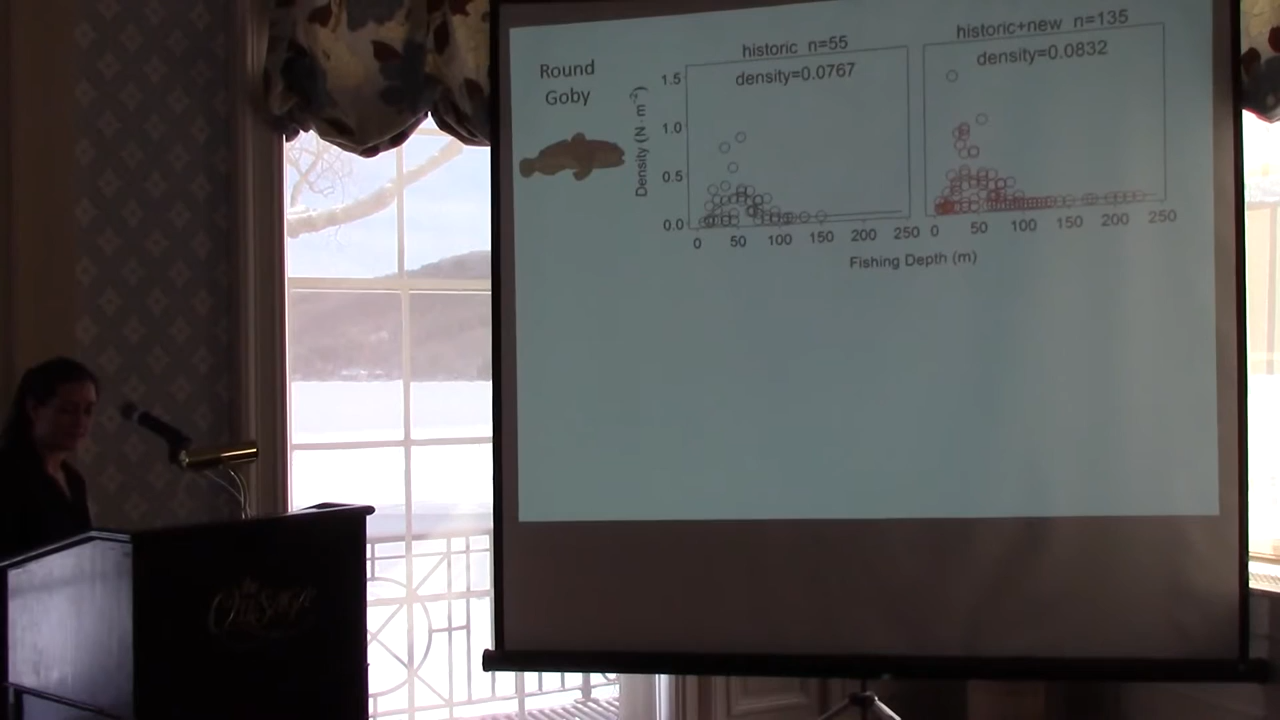 Round
Goby
historic n=55
density=0.0767
historic+new n=135
density=0.0832
Density (N · m⁻²)
1.5
1.0
0.5
0.0
0 50 100 150 200 250
0 50 100 150 200 250
Fishing Depth (m)